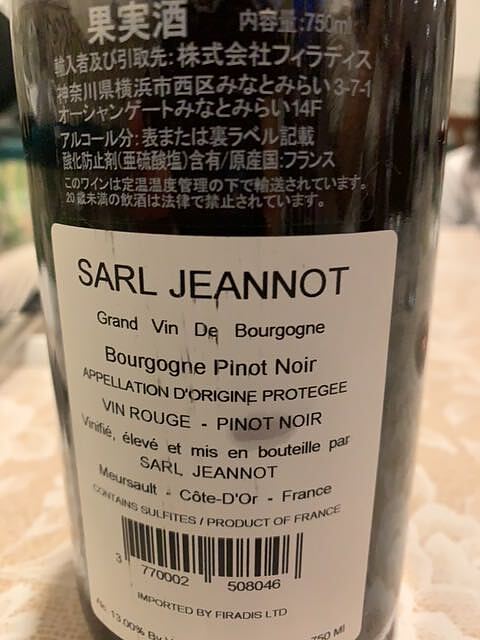 果実酒 内容量:750ml
輸入者及び引取先: 株式会社フィラディス
神奈川県横浜市西区みなとみらい3-7-1
オーシャンゲートみなとみらい14F
アルコール分: 表または裏ラベル記載
酸化防止剤(亜硫酸塩)含有/原産国:フランス
このワインは定温温度管理の下で輸送されています。
20歳未満の飲酒は法律で禁止されています。
SARL JEANNOT
Grand Vin De Bourgogne
Bourgogne Pinot Noir
APPELLATION D'ORIGINE PROTEGEE
VIN ROUGE - PINOT NOIR
Vinifié, élevé et mis en bouteille par
SARL JEANNOT
Meursault - Côte-D'Or - France
CONTAINS SULFITES / PRODUCT OF FRANCE
3 770002 508046
IMPORTED BY FIRADIS LTD
Alc 13.00% By 750 Ml